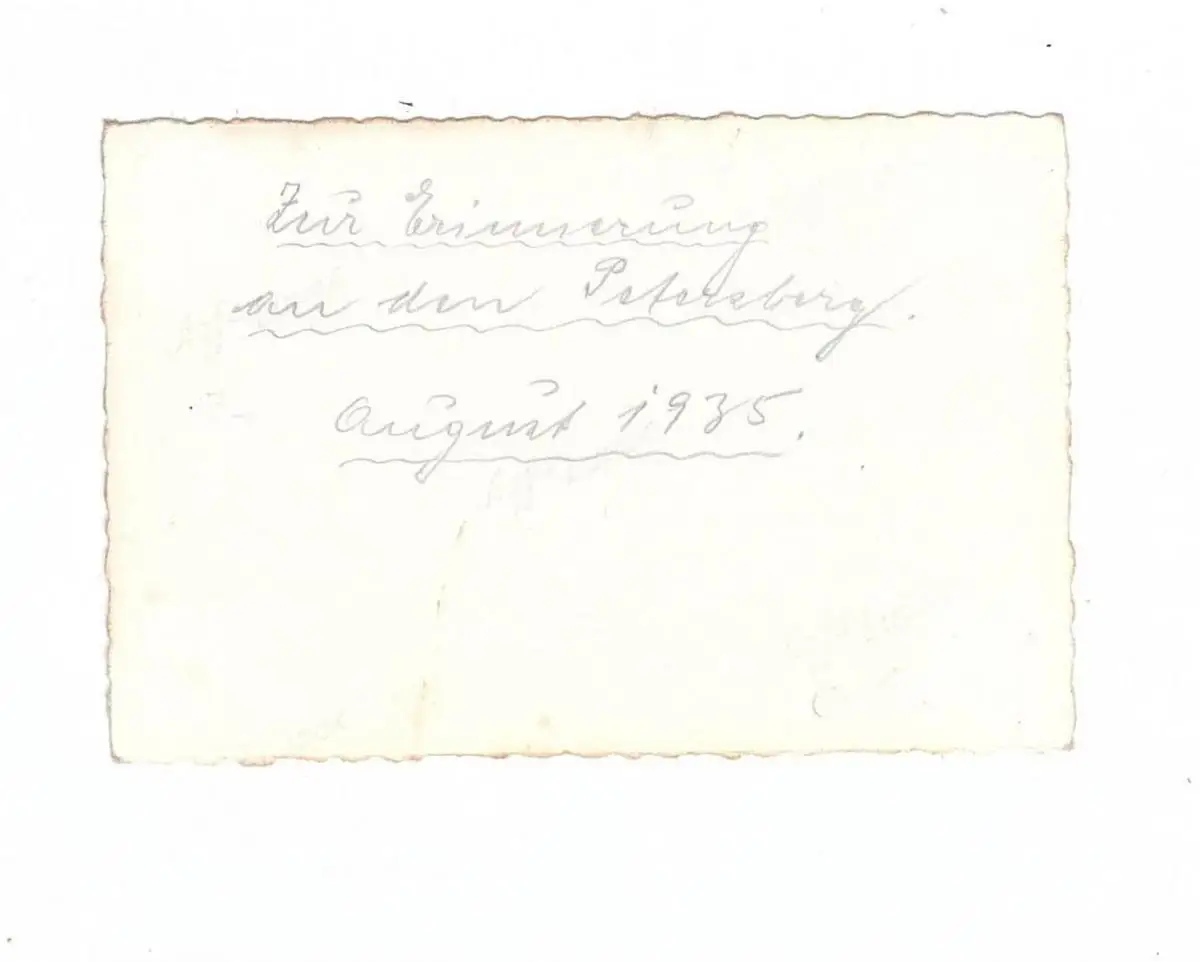 Zur Erinnerung
an den Petersberg.
August 1935.